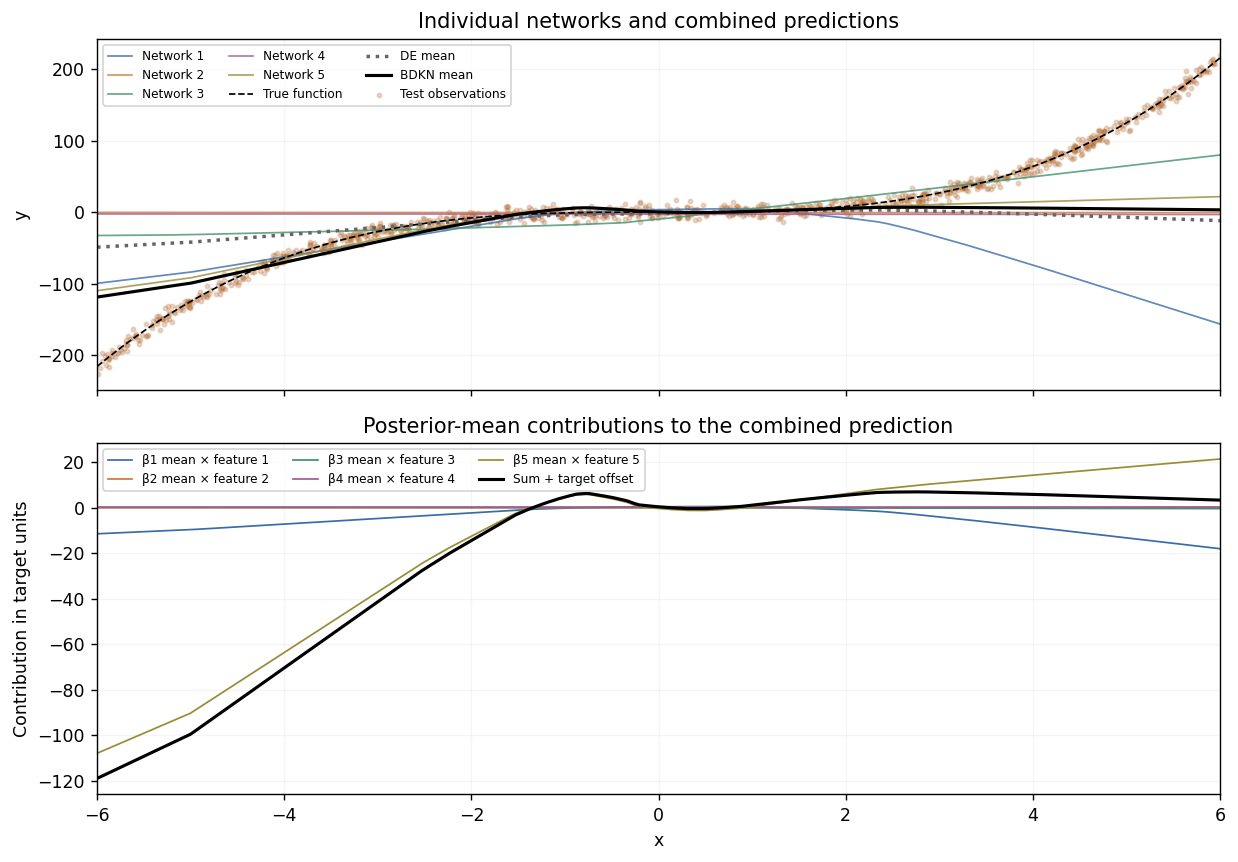 Individual networks and combined predictions
Network 1 Network 4 DE mean
Network 2 Network 5 BDKN mean
Network 3 True function Test observations
200
100
0
−100
−200
y
Posterior-mean contributions to the combined prediction
β1 mean × feature 1 β3 mean × feature 3 β5 mean × feature 5
β2 mean × feature 2 β4 mean × feature 4 Sum + target offset
20
0
−20
−40
−60
−80
−100
−120
Contribution in target units
−6 −4 −2 0 2 4 6
x